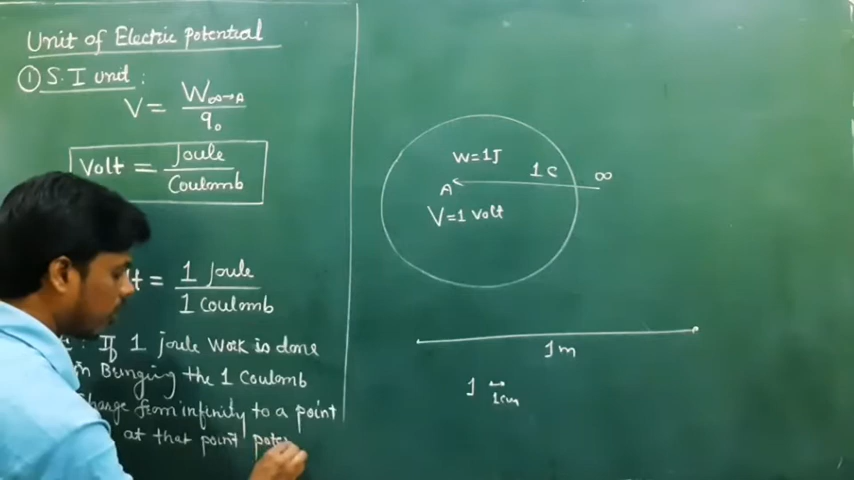 Unit of Electric Potential
① S.I unit :
V = W∞→A / q₀
Volt = Joule / Coulomb
t = 1 Joule / 1 Coulomb
: If 1 joule work is done
Bringing the 1 Coulomb
from infinity to a point
at that point
W=1J
1C
∞
A
V=1 volt
1m
1
1cm